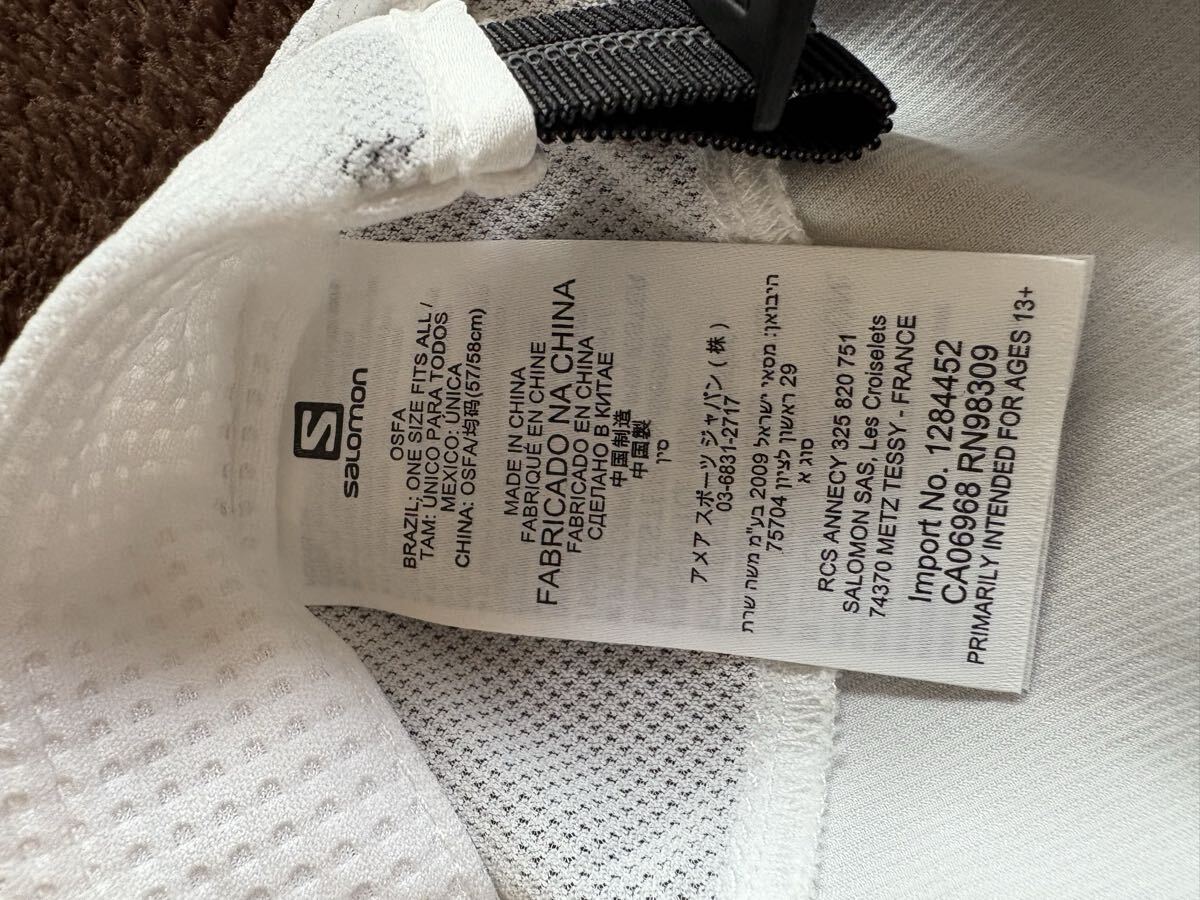 S
salomon
OSFA
BRAZIL; ONE SIZE FITS ALL /
TAM: ÚNICO PARA TODOS
MEXICO: ÚNICA
CHINA: OSFA/均码(57/58cm)
MADE IN CHINA
FABRIQUÉ EN CHINE
FABRICADO NA CHINA
FABRICADO EN CHINA
СДЕЛАНО В КИТАЕ
中国制造
中国製
סין
アメア スポーツ ジャパン ( 株 )
03-6831-2717
היבואן: מסאי ישראל 2009 בע"מ משה שרת
29 ראשון לציון 75704
סוג א
RCS ANNECY 325 820 751
SALOMON SAS, Les Croiselets
74370 METZ TESSY - FRANCE
Import No. 1284452
CA06968 RN98309
PRIMARILY INTENDED FOR AGES 13+